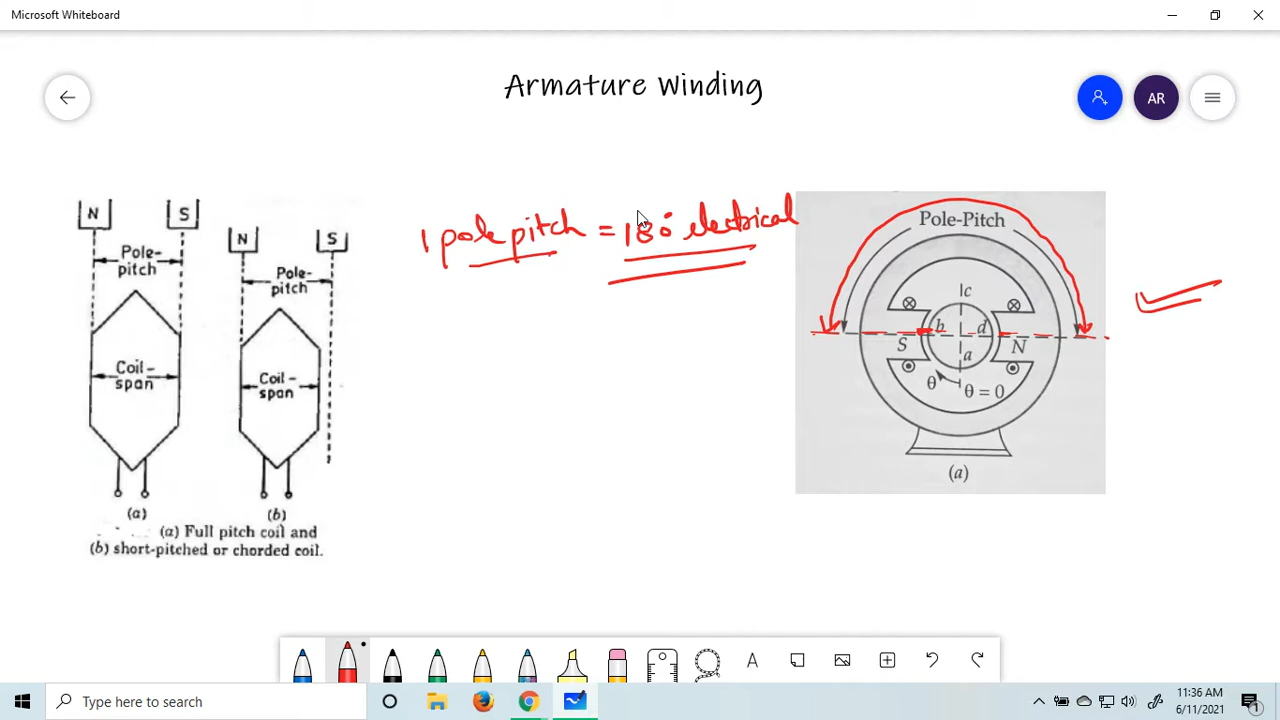 Microsoft Whiteboard
Armature Winding
AR
N
S
Pole-
pitch
Coil-
span
(a)
N
S
Pole-
pitch
Coil-
span
(b)
(a) Full pitch coil and
(b) short-pitched or chorded coil.
1 pole pitch = 180° electrical
Pole-Pitch
c
b
d
S
a
N
θ
θ = 0
(a)
A
Type here to search
11:36 AM
6/11/2021
1